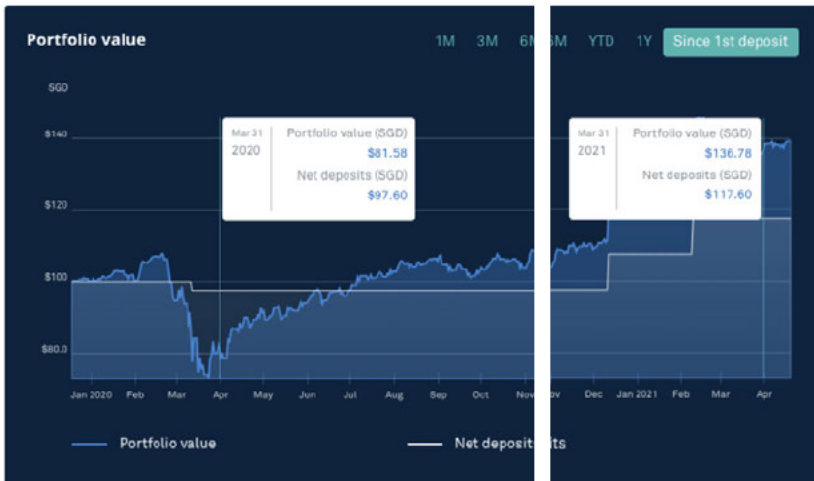 Portfolio value
1M 3M 6M 6M YTD 1Y Since 1st deposit
SGD
$140
$120
$100
$80.0
Mar 31
2020
Portfolio value (SGD)
$81.58
Net deposits (SGD)
$97.60
Mar 31
2021
Portfolio value (SGD)
$136.78
Net deposits (SGD)
$117.60
Jan 2020 Feb Mar Apr May Jun Jul Aug Sep Oct Nov ov Dec Jan 2021 Feb Mar Apr
Portfolio value Net deposits its